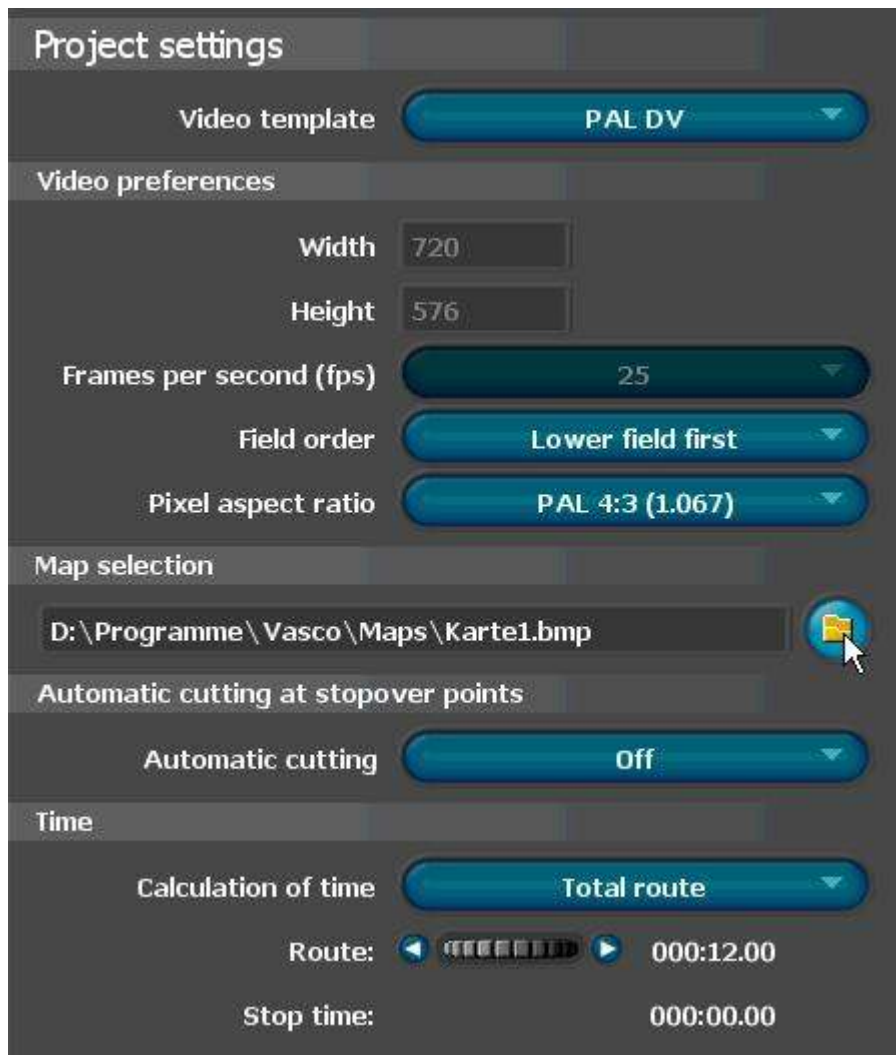 Project settings
Video template PAL DV
Video preferences
Width 720
Height 576
Frames per second (fps) 25
Field order Lower field first
Pixel aspect ratio PAL 4:3 (1.067)
Map selection
D:\Programme\Vasco\Maps\Karte1.bmp
Automatic cutting at stopover points
Automatic cutting Off
Time
Calculation of time Total route
Route: 000:12.00
Stop time: 000:00.00